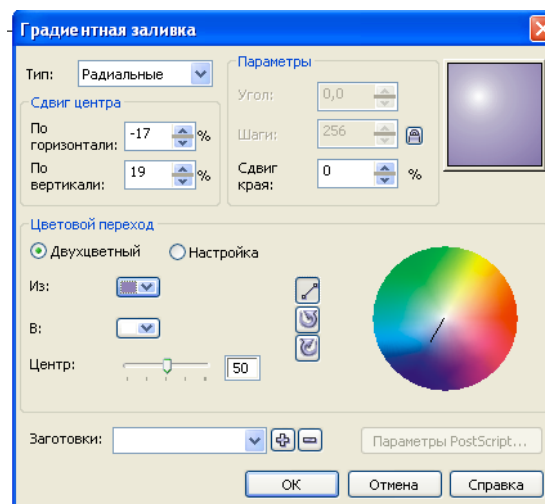 Градиентная заливка
Тип: Радиальные
Параметры
Угол: 0,0
Сдвиг центра
Шаги: 256
По горизонтали: -17 %
По вертикали: 19 %
Сдвиг края: 0 %
Цветовой переход
Двухцветный Настройка
Из:
В:
Центр: 50
Заготовки: Параметры PostScript...
OK Отмена Справка